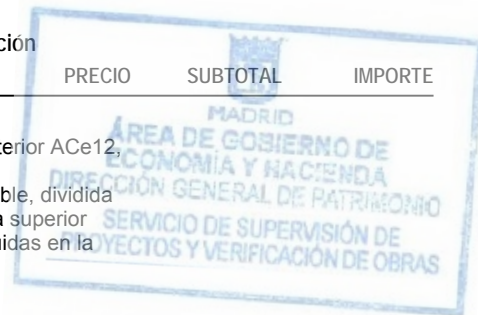 ción
PRECIO SUBTOTAL IMPORTE
MADRID
terior ACe12,
ÁREA DE GOBIERNO DE
ECONOMÍA Y HACIENDA
ble, dividida
DIRECCIÓN GENERAL DE PATRIMONIO
a superior
SERVICIO DE SUPERVISIÓN DE
uidas en la
PROYECTOS Y VERIFICACIÓN DE OBRAS